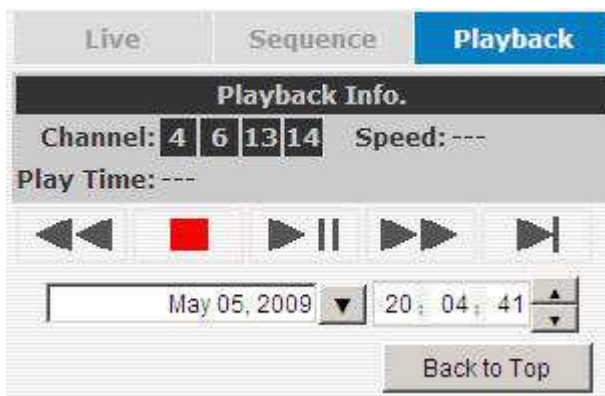 Live Sequence Playback
Playback Info.
Channel: 4 6 13 14 Speed: ---
Play Time: ---
May 05, 2009 20 : 04 : 41
Back to Top